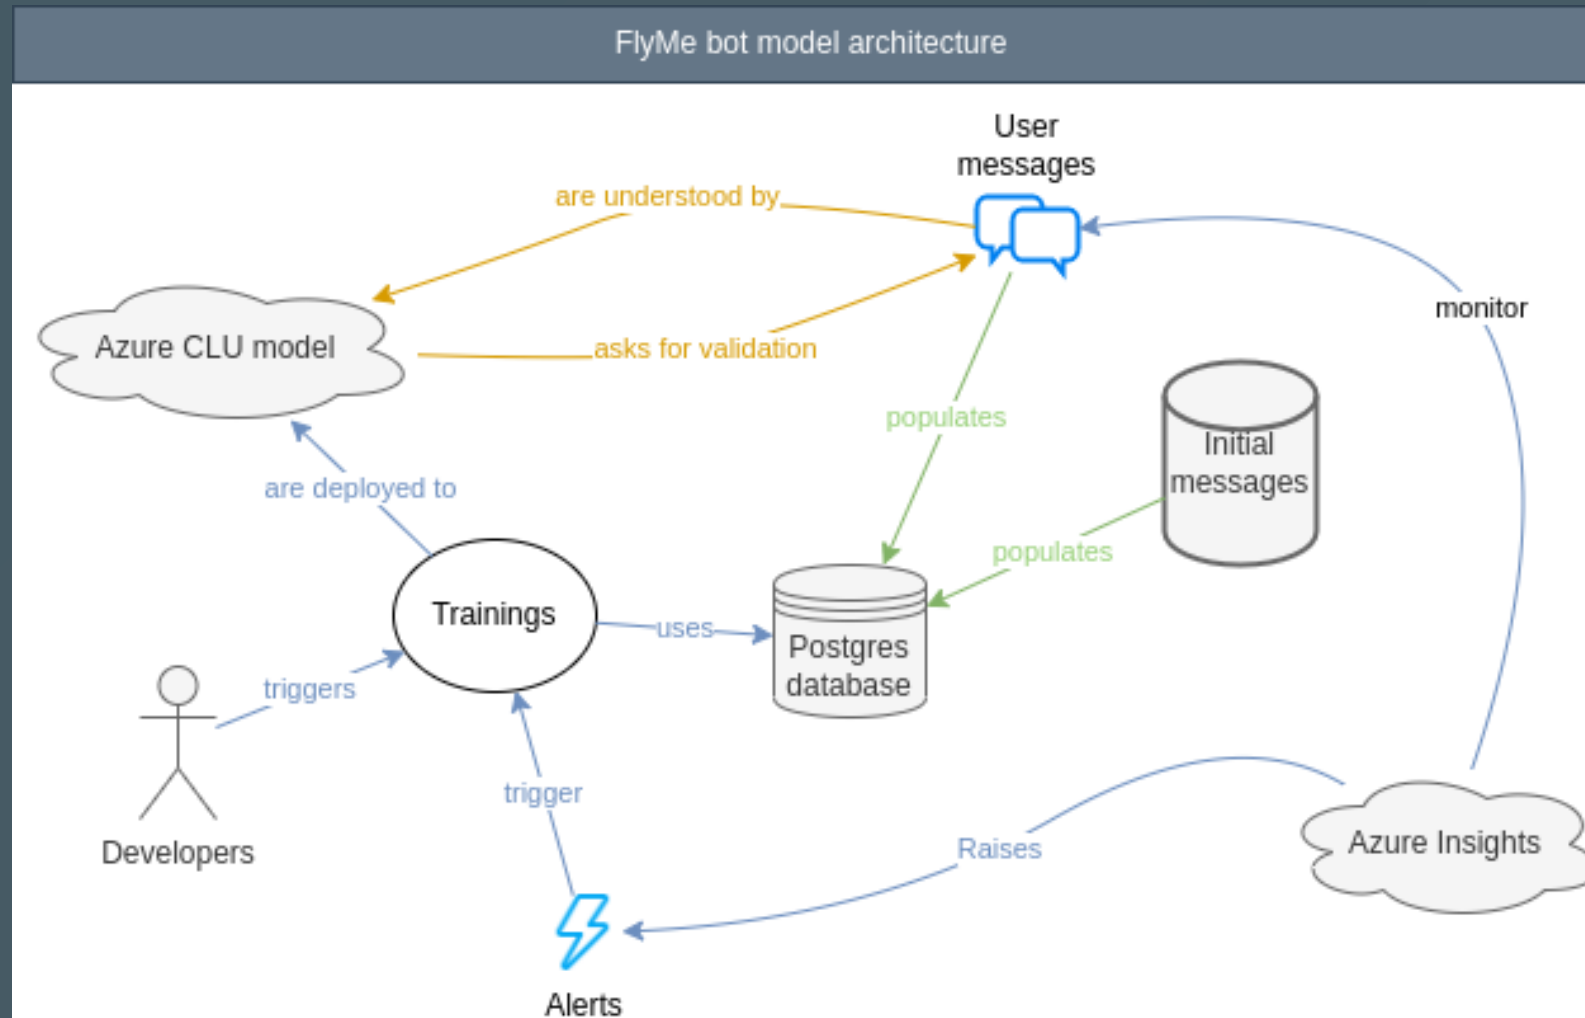 FlyMe bot model architecture
User
messages
are understood by
monitor
Azure CLU model
asks for validation
populates
Initial
messages
are deployed to
populates
Trainings
uses
Postgres
database
triggers
trigger
Developers
Raises
Azure Insights
Alerts